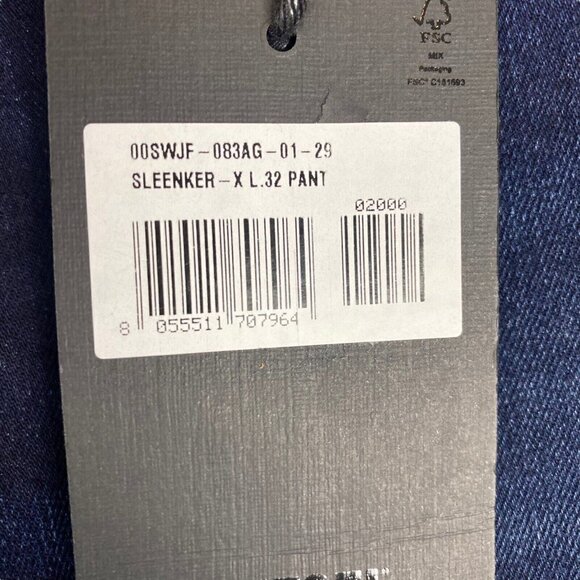 FSC
MIX
Packaging
FSC® C151693
00SWJF-083AG-01-29
SLEENKER-X L.32 PANT
02000
8 055511 707964